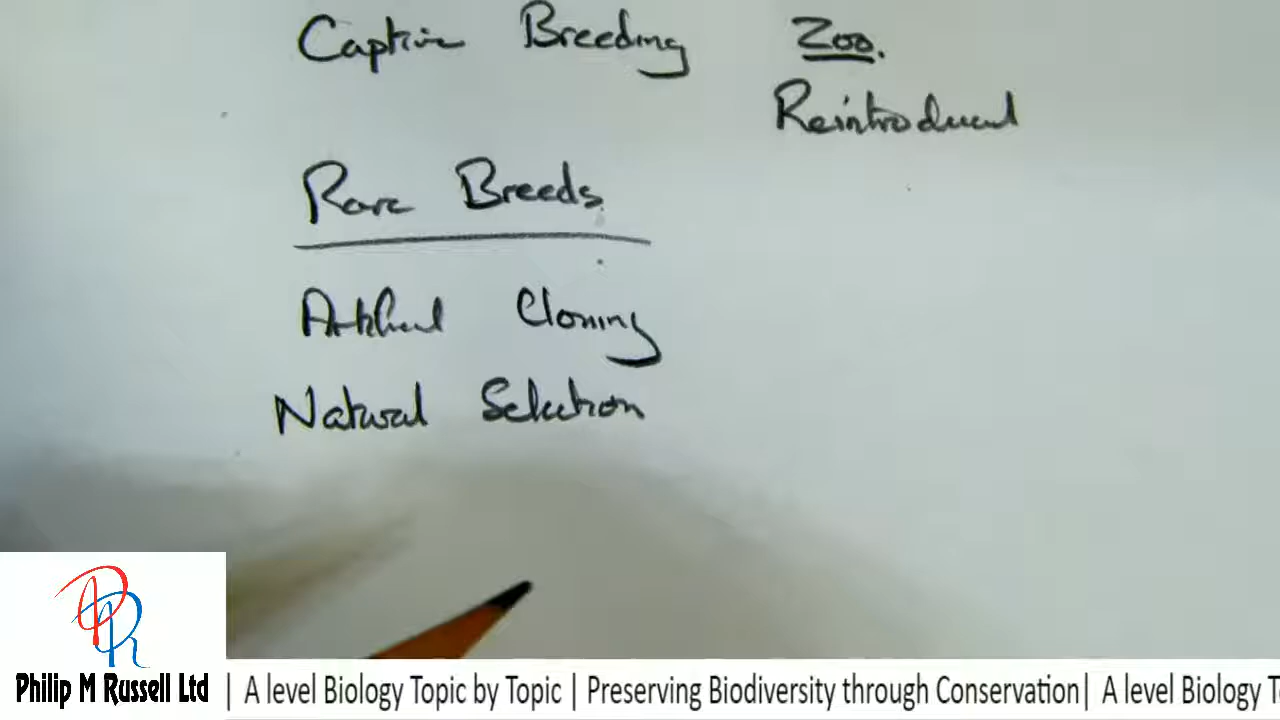 Captive Breeding Zoo.
Reintroduced
Rare Breeds
Artificial Cloning
Natural Selection
Philip M Russell Ltd
| A level Biology Topic by Topic | Preserving Biodiversity through Conservation| A level Biology To